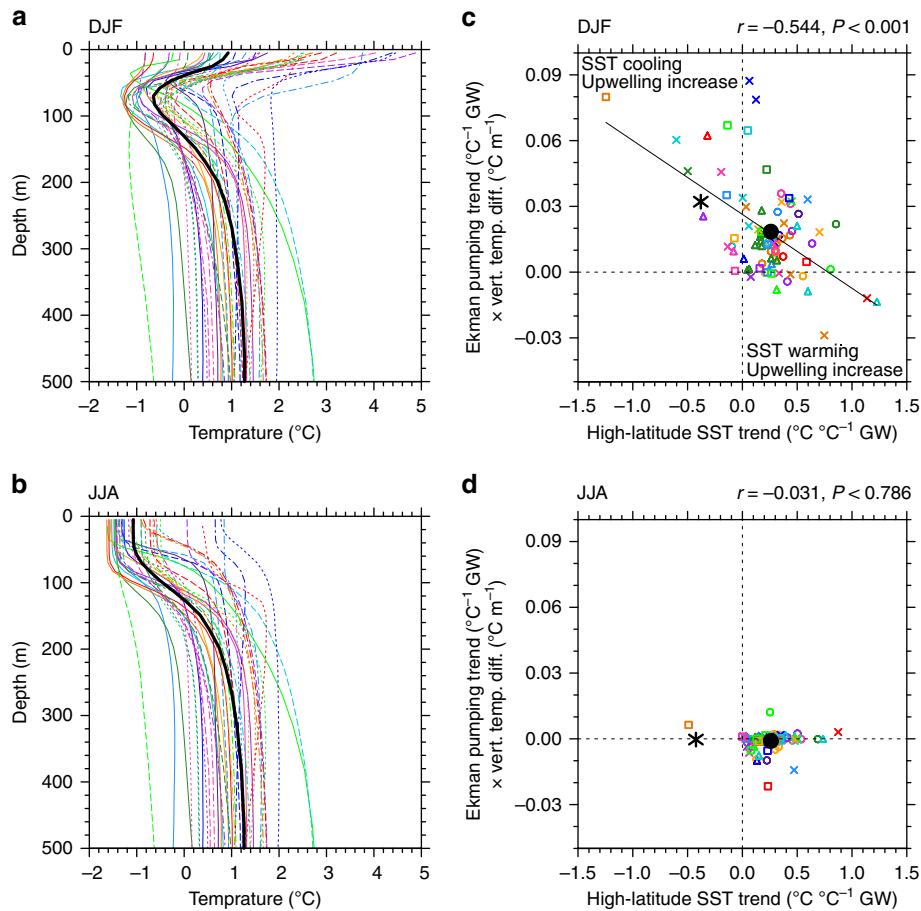 a
DJF
0
100
200
300
400
500
Depth (m)
−2 −1 0 1 2 3 4 5
Temprature (°C)
c
DJF
r = −0.544, P < 0.001
SST cooling
Upwelling increase
0.09
0.06
0.03
0.00
−0.03
Ekman pumping trend (°C⁻¹ GW)
× vert. temp. diff. (°C m⁻¹)
SST warming
Upwelling increase
−1.5 −1.0 −0.5 0.0 0.5 1.0 1.5
High-latitude SST trend (°C °C⁻¹ GW)
b
JJA
0
100
200
300
400
500
Depth (m)
−2 −1 0 1 2 3 4 5
Temprature (°C)
d
JJA
r = −0.031, P < 0.786
0.09
0.06
0.03
0.00
−0.03
Ekman pumping trend (°C⁻¹ GW)
× vert. temp. diff. (°C m⁻¹)
−1.5 −1.0 −0.5 0.0 0.5 1.0 1.5
High-latitude SST trend (°C °C⁻¹ GW)